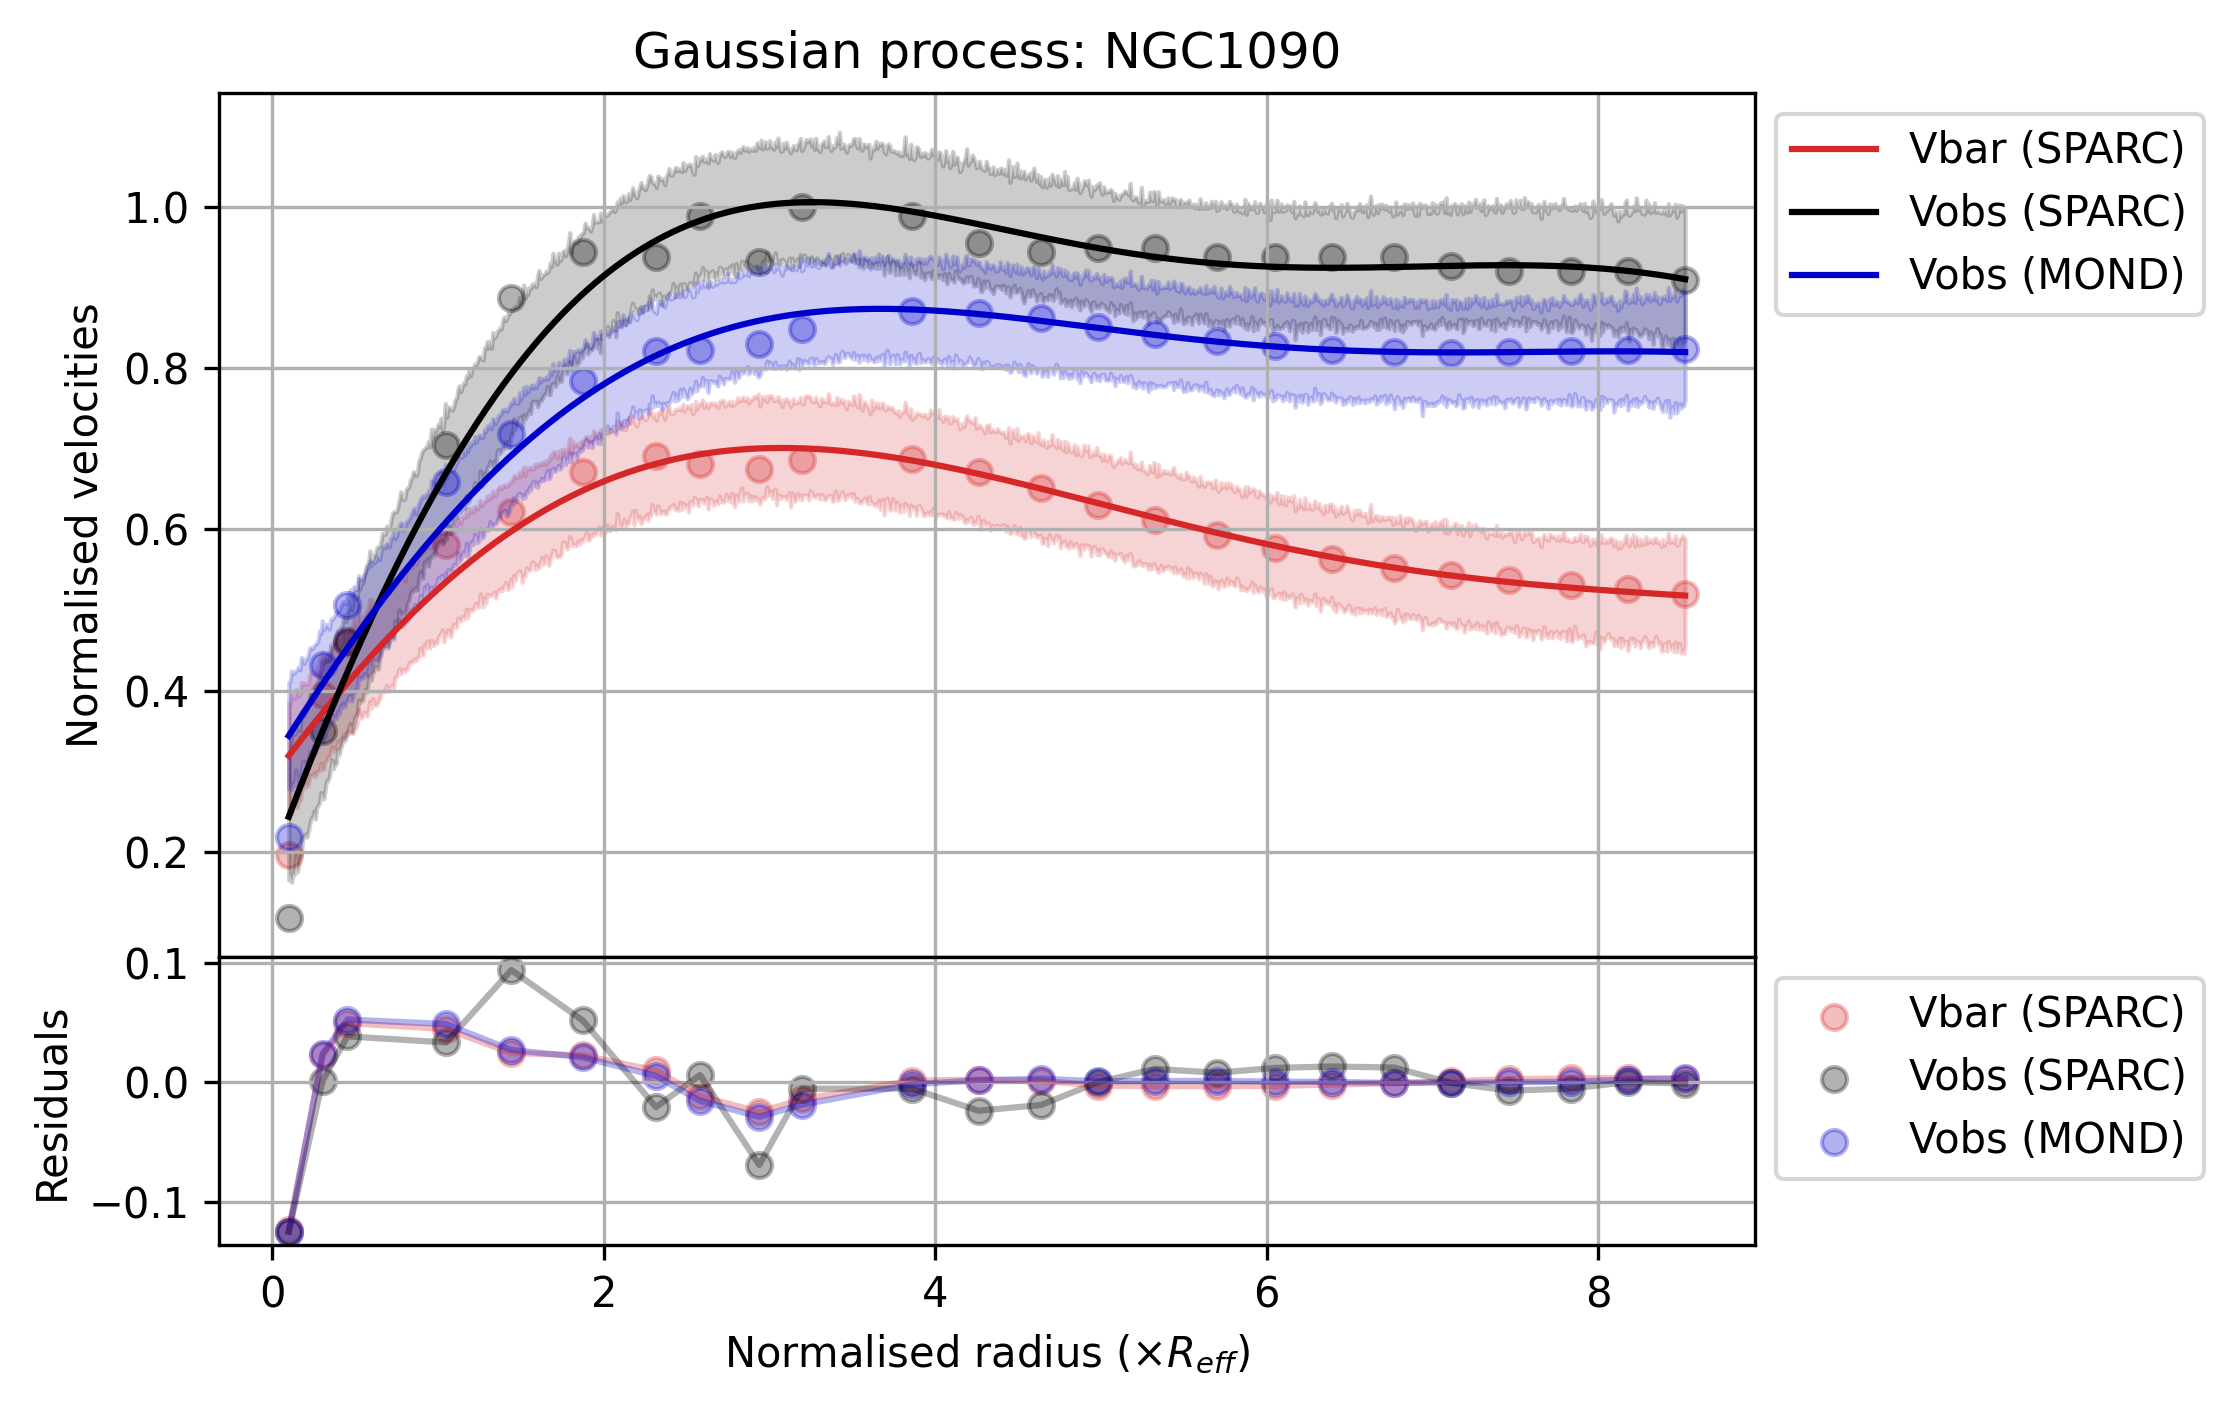 Gaussian process: NGC1090
Normalised velocities
1.0
0.8
0.6
0.4
0.2
Vbar (SPARC)
Vobs (SPARC)
Vobs (MOND)
Residuals
0.1
0.0
−0.1
Vbar (SPARC)
Vobs (SPARC)
Vobs (MOND)
0 2 4 6 8
Normalised radius (×R_eff)